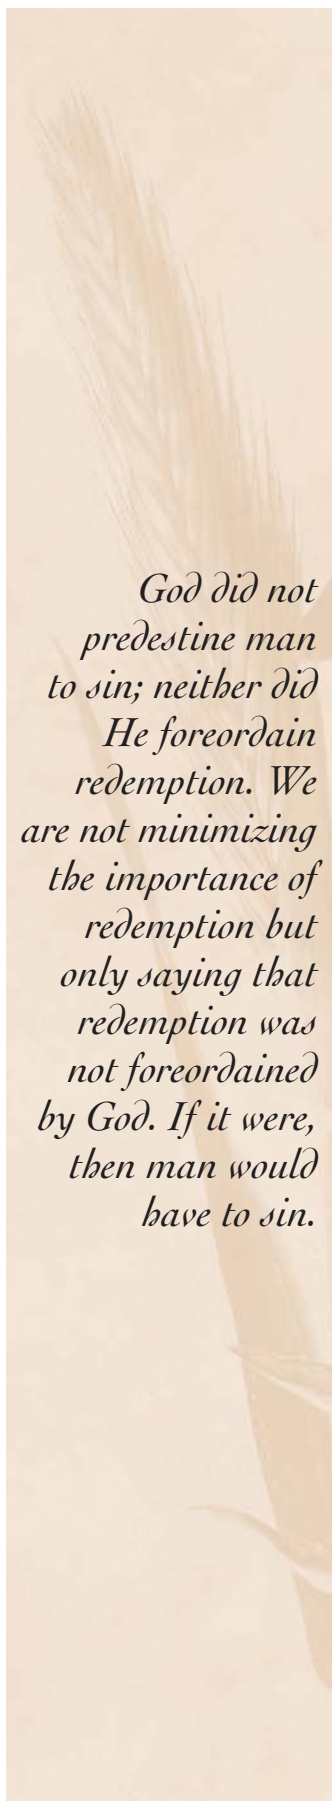 God did not
predestine man
to sin; neither did
He foreordain
redemption. We
are not minimizing
the importance of
redemption but
only saying that
redemption was
not foreordained
by God. If it were,
then man would
have to sin.